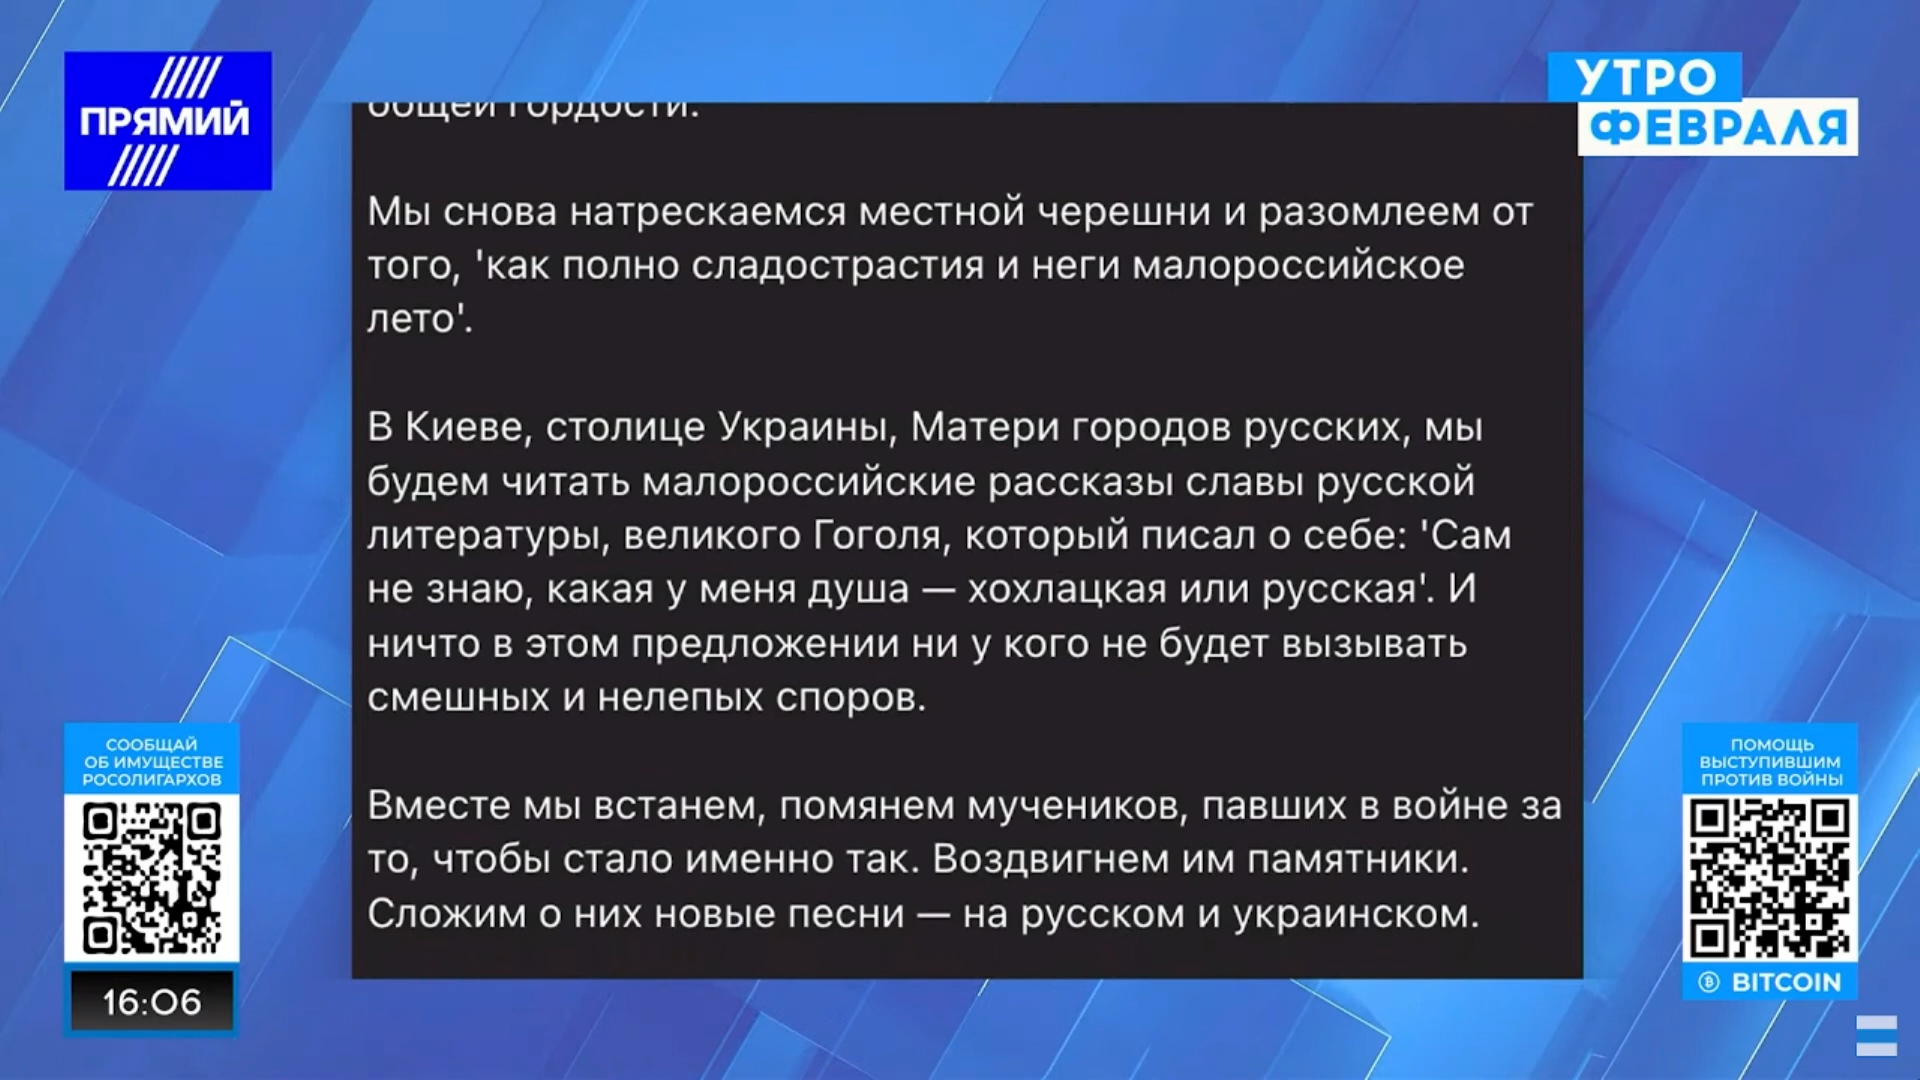 ПРЯМИЙ
УТРО
ФЕВРАЛЯ
общей гордости.
Мы снова натрескаемся местной черешни и разомлеем от
того, 'как полно сладострастия и неги малороссийское
лето'.
В Киеве, столице Украины, Матери городов русских, мы
будем читать малороссийские рассказы славы русской
литературы, великого Гоголя, который писал о себе: 'Сам
не знаю, какая у меня душа — хохлацкая или русская'. И
ничто в этом предложении ни у кого не будет вызывать
смешных и нелепых споров.
Вместе мы встанем, помянем мучеников, павших в войне за
то, чтобы стало именно так. Воздвигнем им памятники.
Сложим о них новые песни — на русском и украинском.
СООБЩАЙ
ОБ ИМУЩЕСТВЕ
РОСОЛИГАРХОВ
16:06
ПОМОЩЬ
ВЫСТУПИВШИМ
ПРОТИВ ВОЙНЫ
BITCOIN